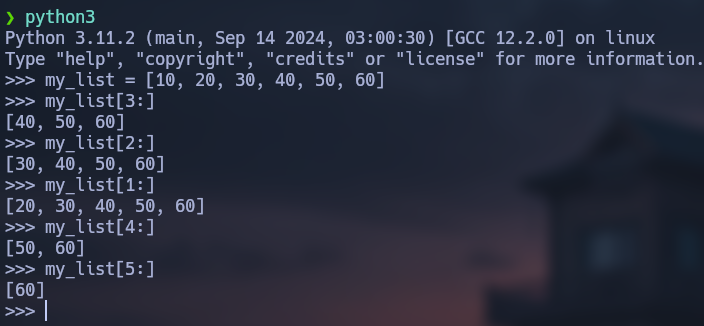 ❯ python3
Python 3.11.2 (main, Sep 14 2024, 03:00:30) [GCC 12.2.0] on linux
Type "help", "copyright", "credits" or "license" for more information.
>>> my_list = [10, 20, 30, 40, 50, 60]
>>> my_list[3:]
[40, 50, 60]
>>> my_list[2:]
[30, 40, 50, 60]
>>> my_list[1:]
[20, 30, 40, 50, 60]
>>> my_list[4:]
[50, 60]
>>> my_list[5:]
[60]
>>>